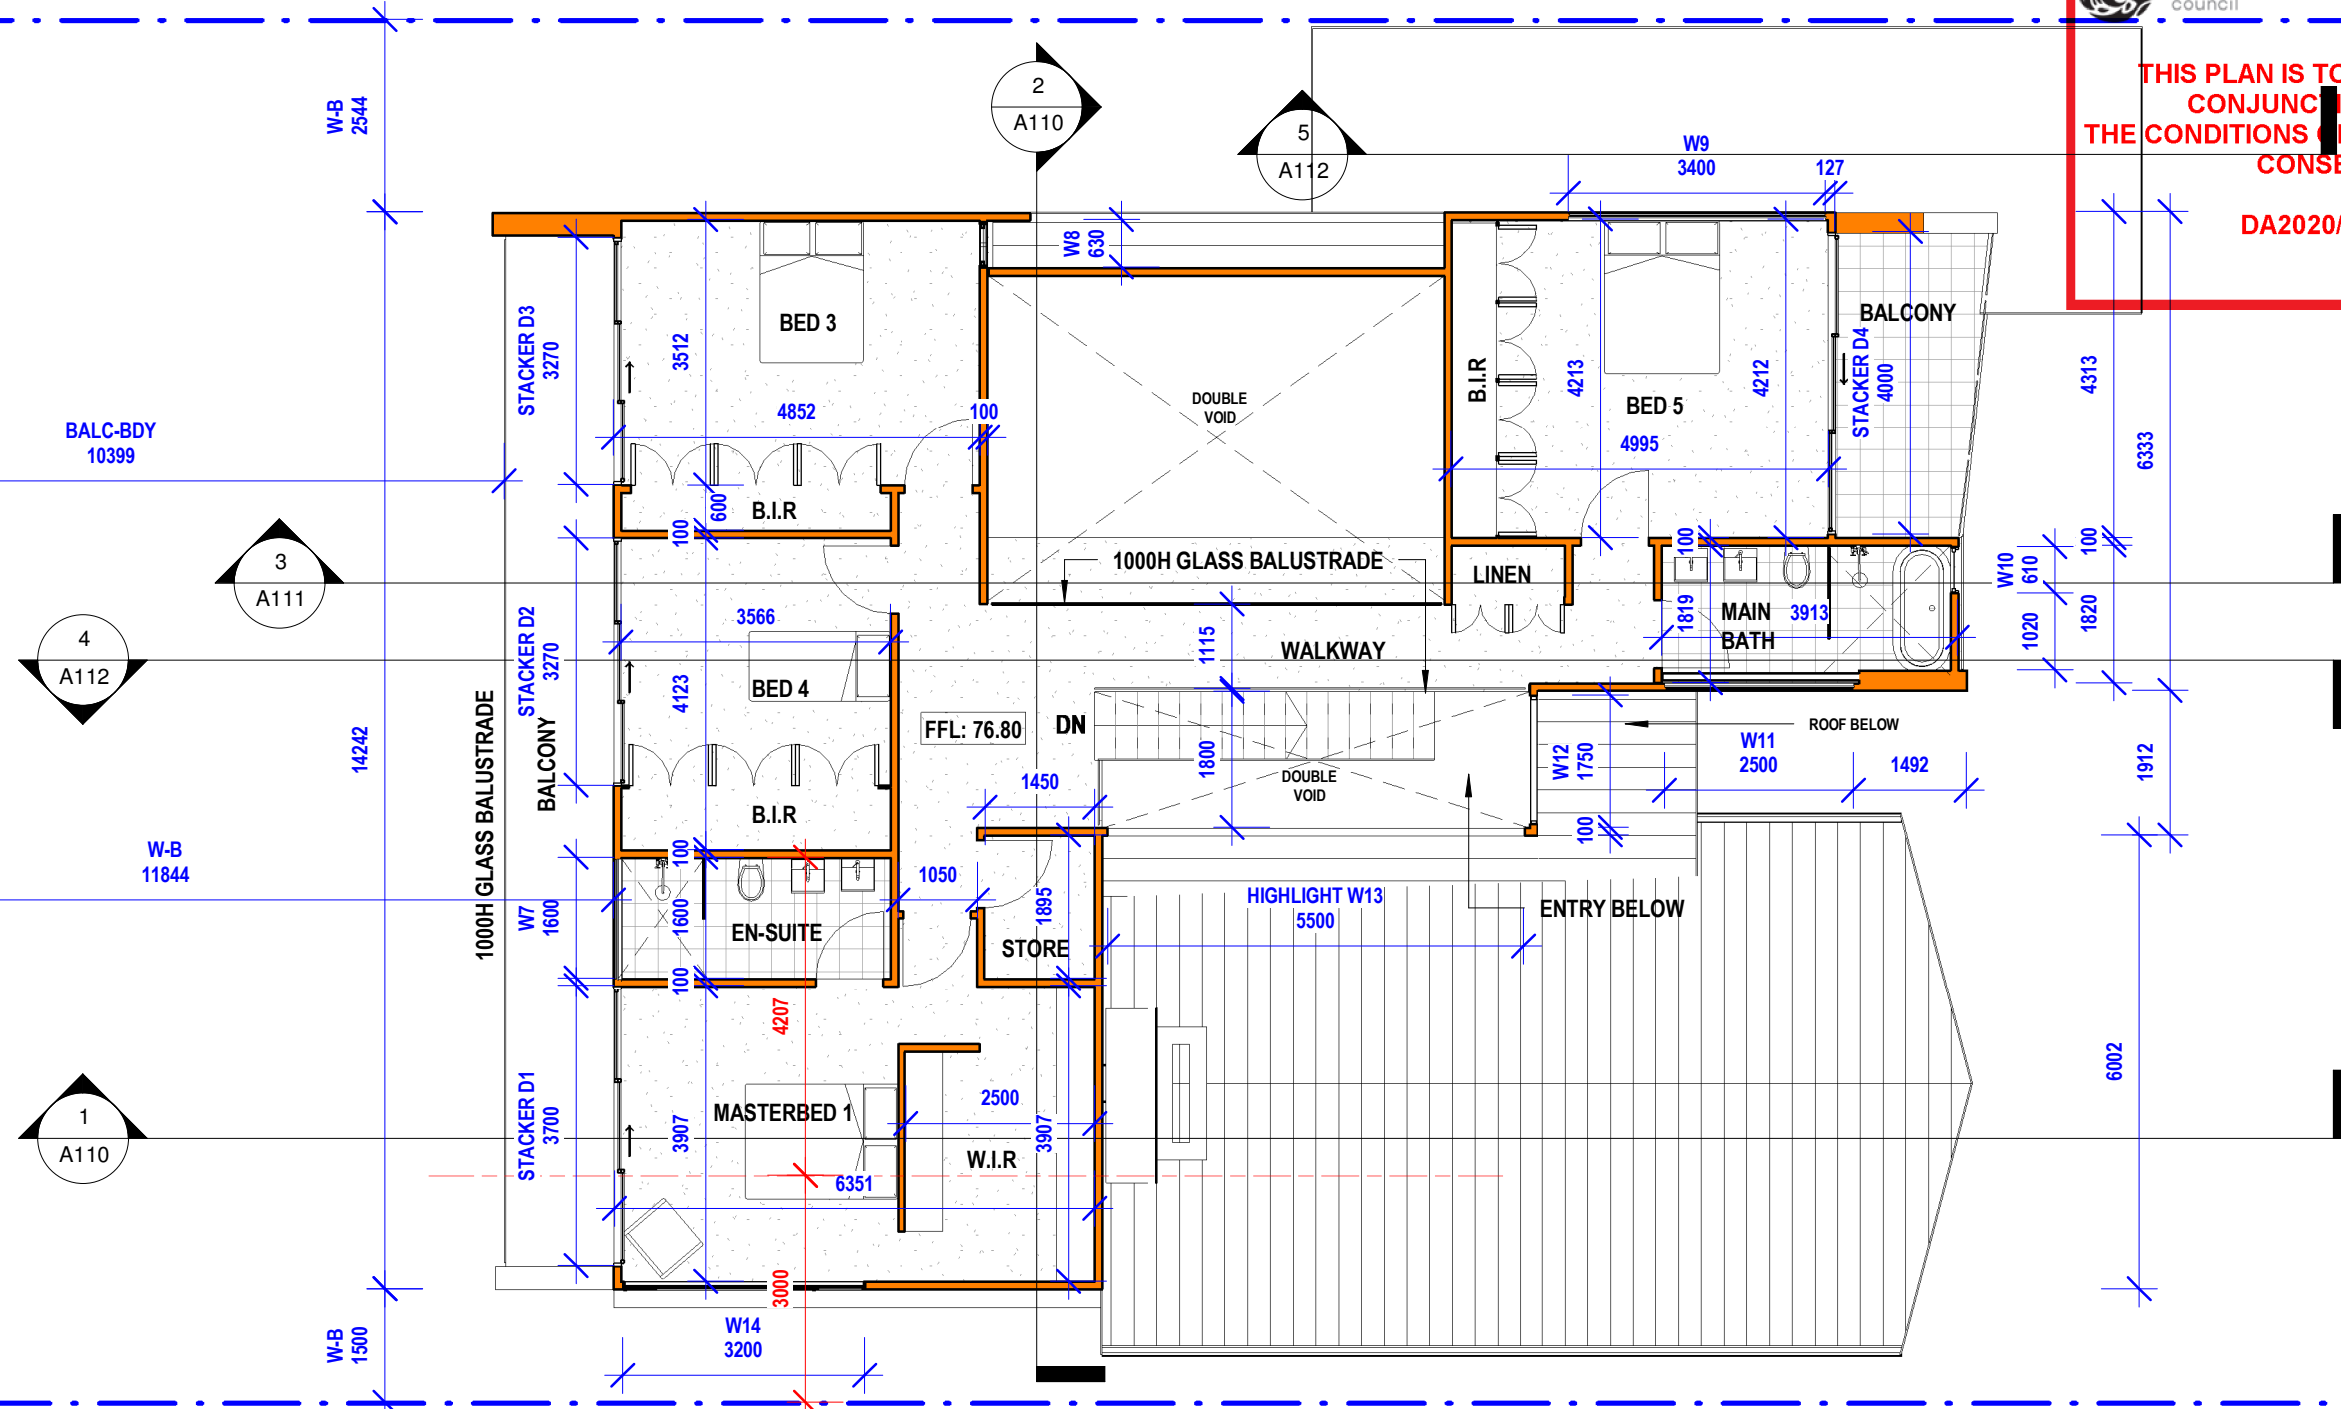 council
THIS PLAN IS TO
CONJUNCTI
THE CONDITIONS
CONSE
DA2020/
W-B
2544
2
A110
5
A112
W9
3400
127
W8
630
BED 3
STACKER D3
3270
3512
4852
100
DOUBLE
VOID
B.I.R
4213
4212
BED 5
4995
STACKER D4
4000
BALCONY
4313
6333
BALC-BDY
10399
B.I.R
600
100
3
A111
1000H GLASS BALUSTRADE
LINEN
100
W10
610
100
4
A112
STACKER D2
3270
3566
BED 4
4123
1115
WALKWAY
1819
MAIN
BATH
3913
1020
1820
14242
1000H GLASS BALUSTRADE
BALCONY
FFL: 76.80
DN
1800
DOUBLE
VOID
W12
1750
ROOF BELOW
W11
2500
1492
1912
1450
B.I.R
100
100
W-B
11844
W7
1600
1600
EN-SUITE
1050
1895
STORE
HIGHLIGHT W13
5500
ENTRY BELOW
100
4207
1
A110
STACKER D1
3700
MASTERBED 1
3907
2500
3907
W.I.R
6351
6002
3000
W-B
1500
W14
3200